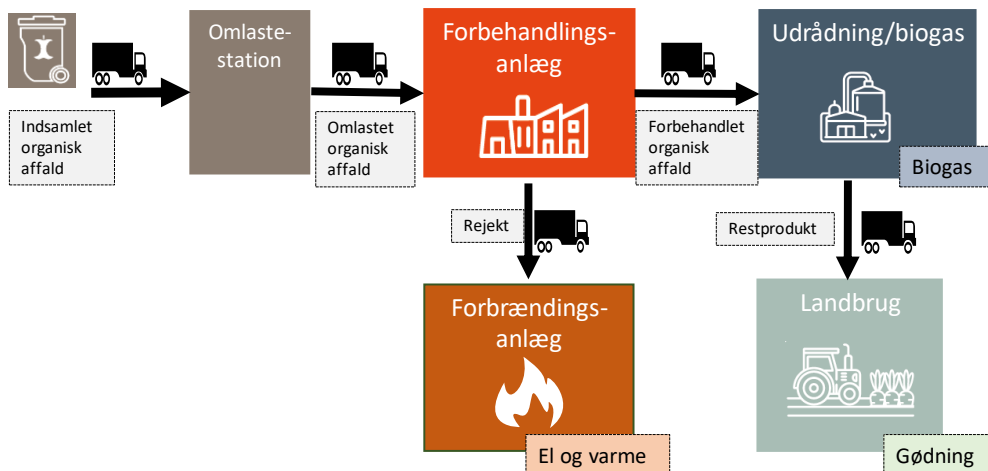 Omlaste-
station
Forbehandlings-
anlæg
Udrådning/biogas
Indsamlet
organisk
affald
Omlastet
organisk
affald
Forbehandlet
organisk
affald
Biogas
Rejekt
Restprodukt
Forbrændings-
anlæg
Landbrug
El og varme
Gødning